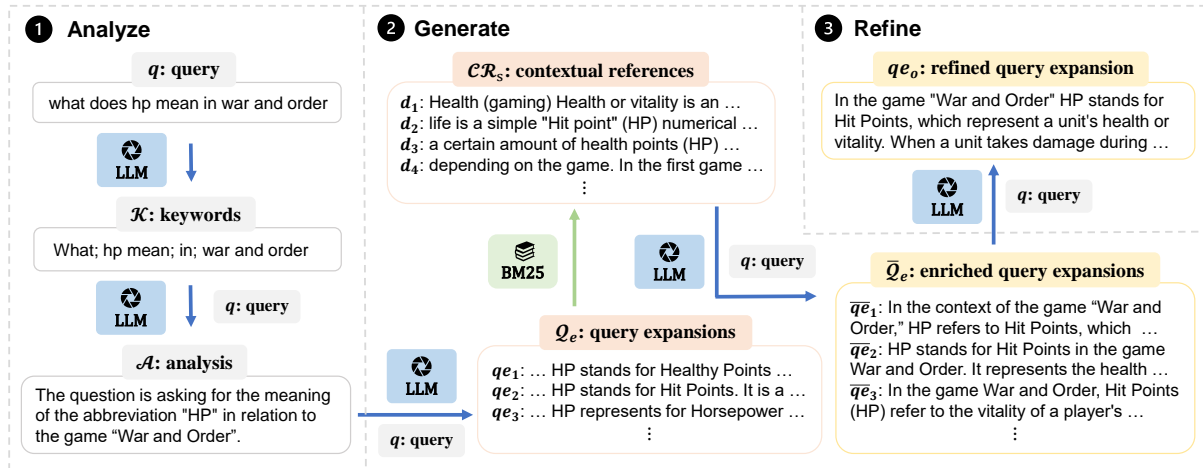 1 Analyze
q: query
what does hp mean in war and order
LLM
𝒦: keywords
What; hp mean; in; war and order
LLM
q: query
𝒜: analysis
The question is asking for the meaning
of the abbreviation "HP" in relation to
the game “War and Order”.
LLM
q: query
2 Generate
𝒞ℛₛ: contextual references
d₁: Health (gaming) Health or vitality is an …
d₂: life is a simple "Hit point" (HP) numerical …
d₃: a certain amount of health points (HP) …
d₄: depending on the game. In the first game …
⋮
BM25
LLM
q: query
𝒬ₑ: query expansions
qe₁: … HP stands for Healthy Points …
qe₂: … HP stands for Hit Points. It is a …
qe₃: … HP represents for Horsepower …
⋮
3 Refine
qeₒ: refined query expansion
In the game "War and Order" HP stands for
Hit Points, which represent a unit's health or
vitality. When a unit takes damage during …
LLM
q: query
𝒬̅ₑ: enriched query expansions
q̅e̅₁: In the context of the game “War and
Order,” HP refers to Hit Points, which …
q̅e̅₂: HP stands for Hit Points in the game
War and Order. It represents the health …
q̅e̅₃: In the game War and Order, Hit Points
(HP) refer to the vitality of a player's …
⋮